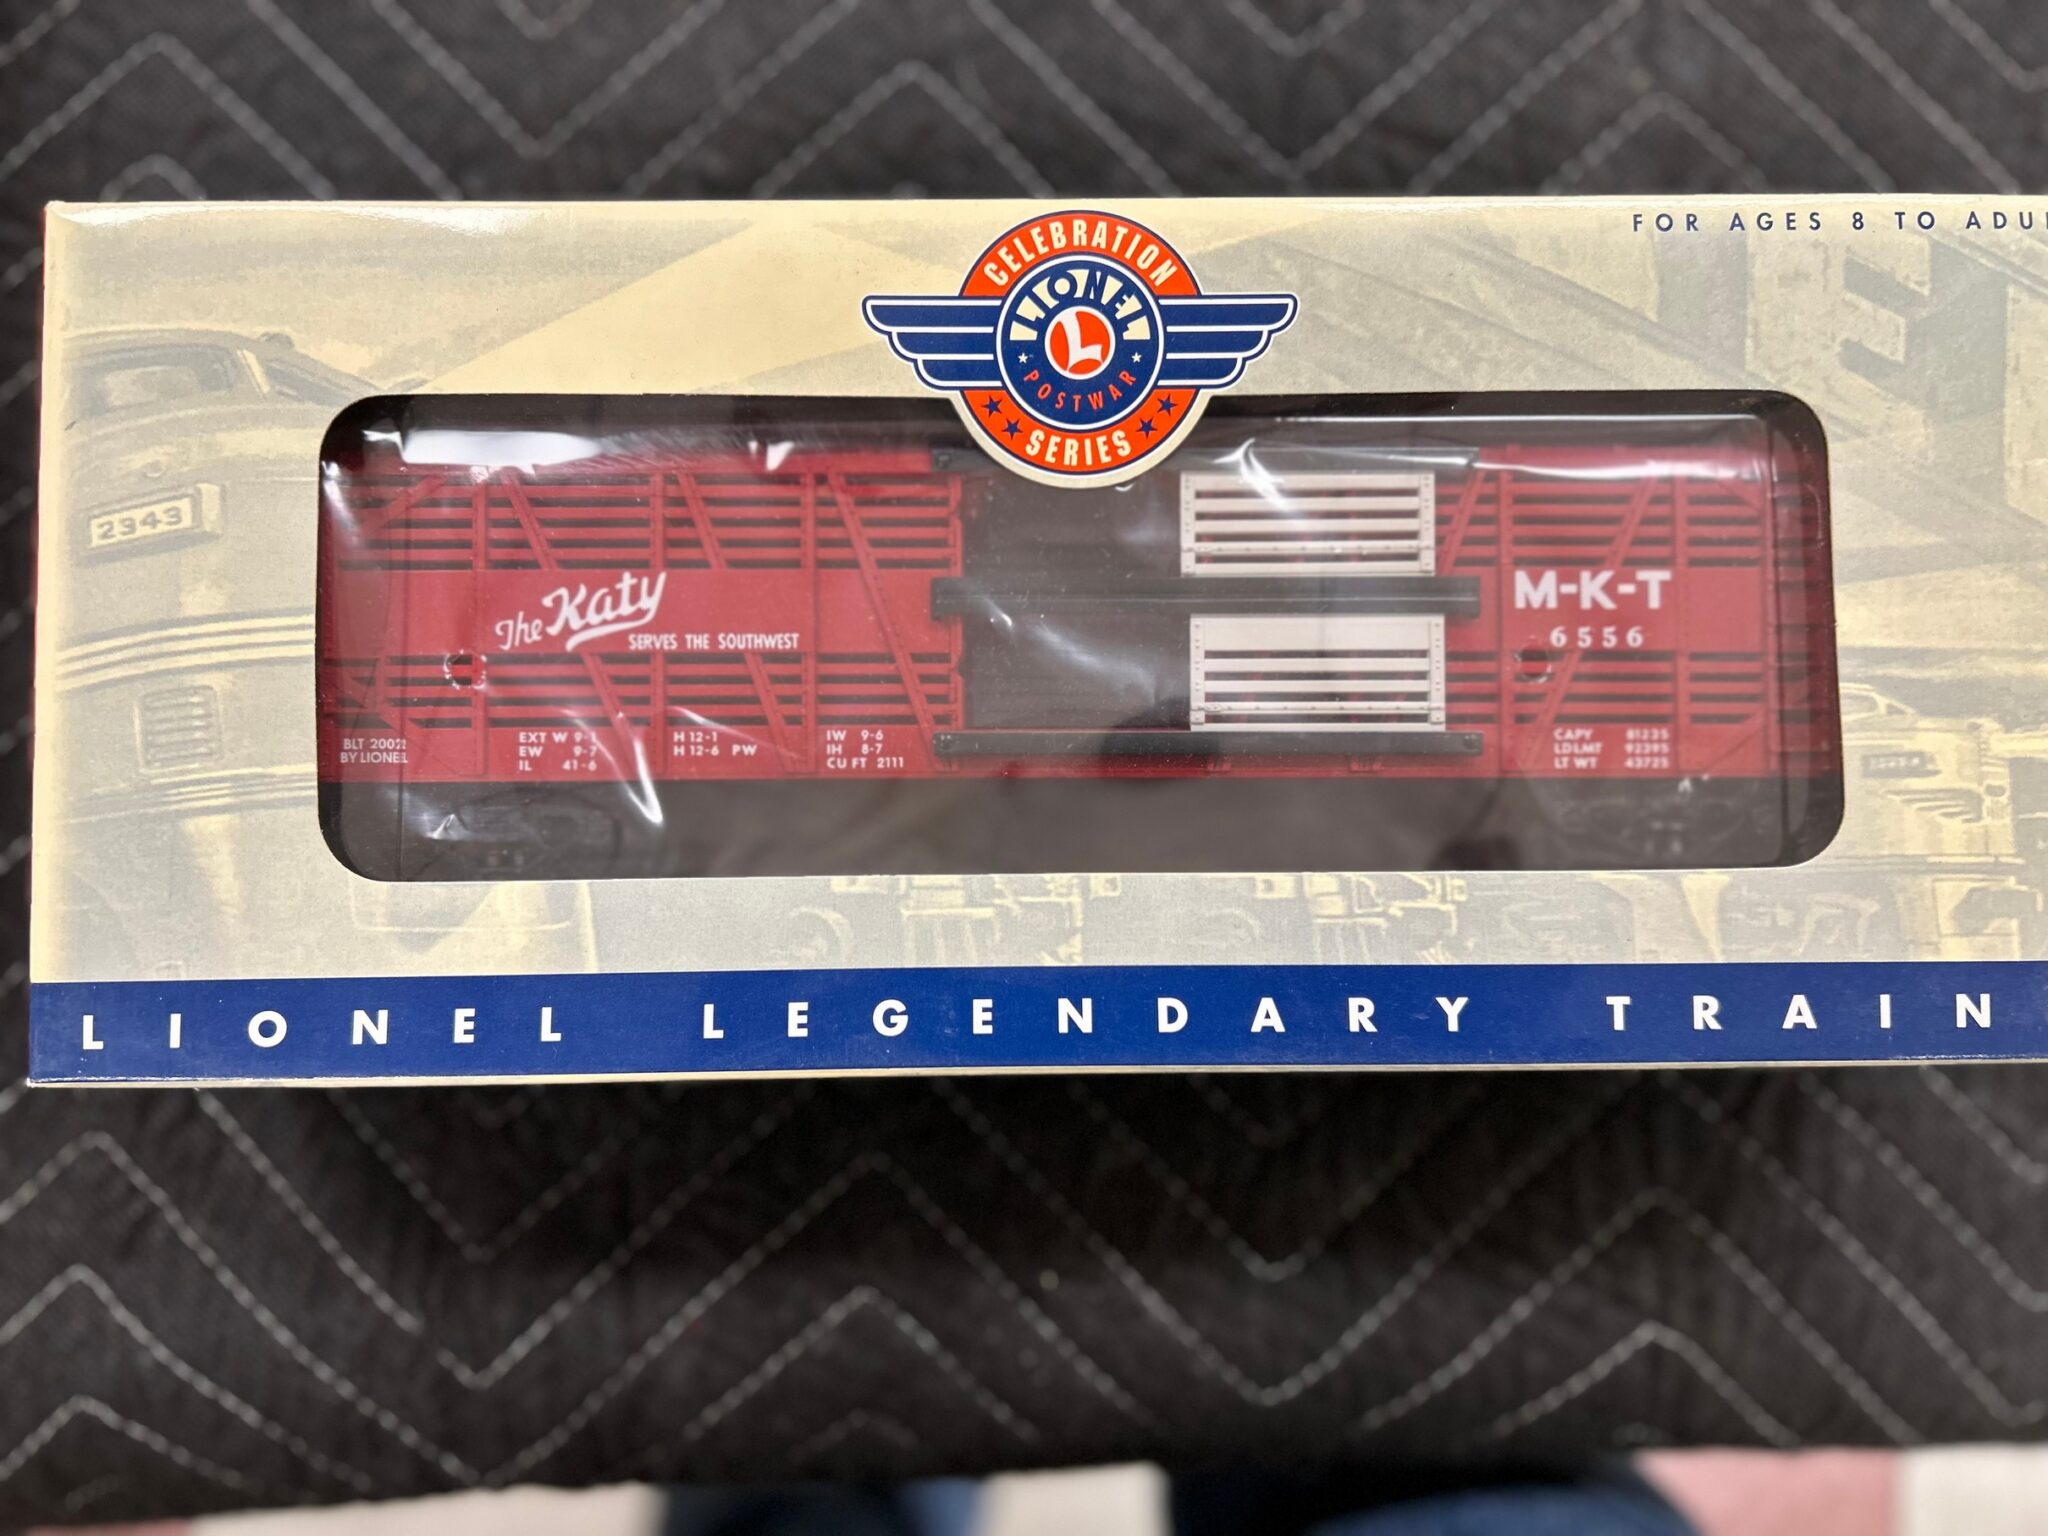 FOR AGES 8 TO ADU
CELEBRATION
LIONEL
L
POSTWAR
SERIES
2343
The Katy
SERVES THE SOUTHWEST
M-K-T
6556
BLT 2002
BY LIONEL
EXT W 9-1
EW 9-7
IL 41-6
H 12-1
H 12-6 PW
IW 9-6
IH 8-7
CU FT 2111
CAPY 81235
LD LMT 92395
LT WT 43725
LIONEL LEGENDARY TRAIN